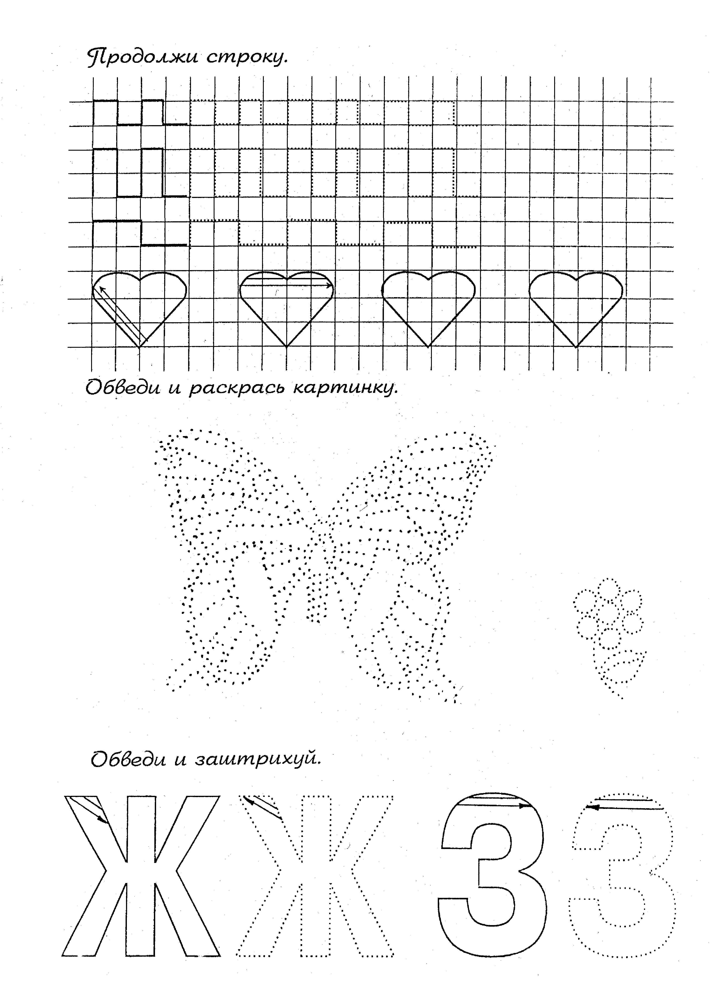 Продолжи строку.
Обведи и раскрась картинку.
Обведи и заштрихуй.
Ж Ж З З